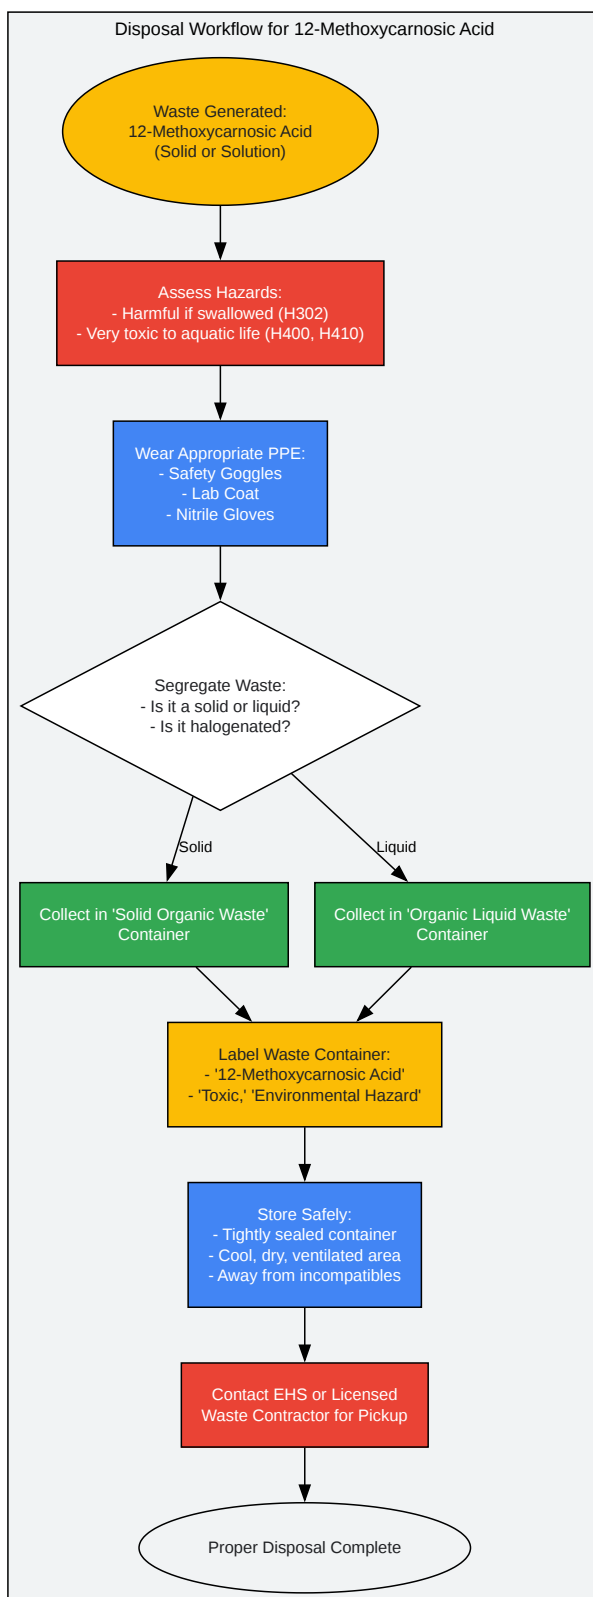 Disposal Workflow for 12-Methoxycarnosic Acid
Waste Generated:
12-Methoxycarnosic Acid
(Solid or Solution)
Assess Hazards:
- Harmful if swallowed (H302)
- Very toxic to aquatic life (H400, H410)
Wear Appropriate PPE:
- Safety Goggles
- Lab Coat
- Nitrile Gloves
Segregate Waste:
- Is it a solid or liquid?
- Is it halogenated?
Solid
Liquid
Collect in 'Solid Organic Waste'
Container
Collect in 'Organic Liquid Waste'
Container
Label Waste Container:
- '12-Methoxycarnosic Acid'
- 'Toxic,' 'Environmental Hazard'
Store Safely:
- Tightly sealed container
- Cool, dry, ventilated area
- Away from incompatibles
Contact EHS or Licensed
Waste Contractor for Pickup
Proper Disposal Complete